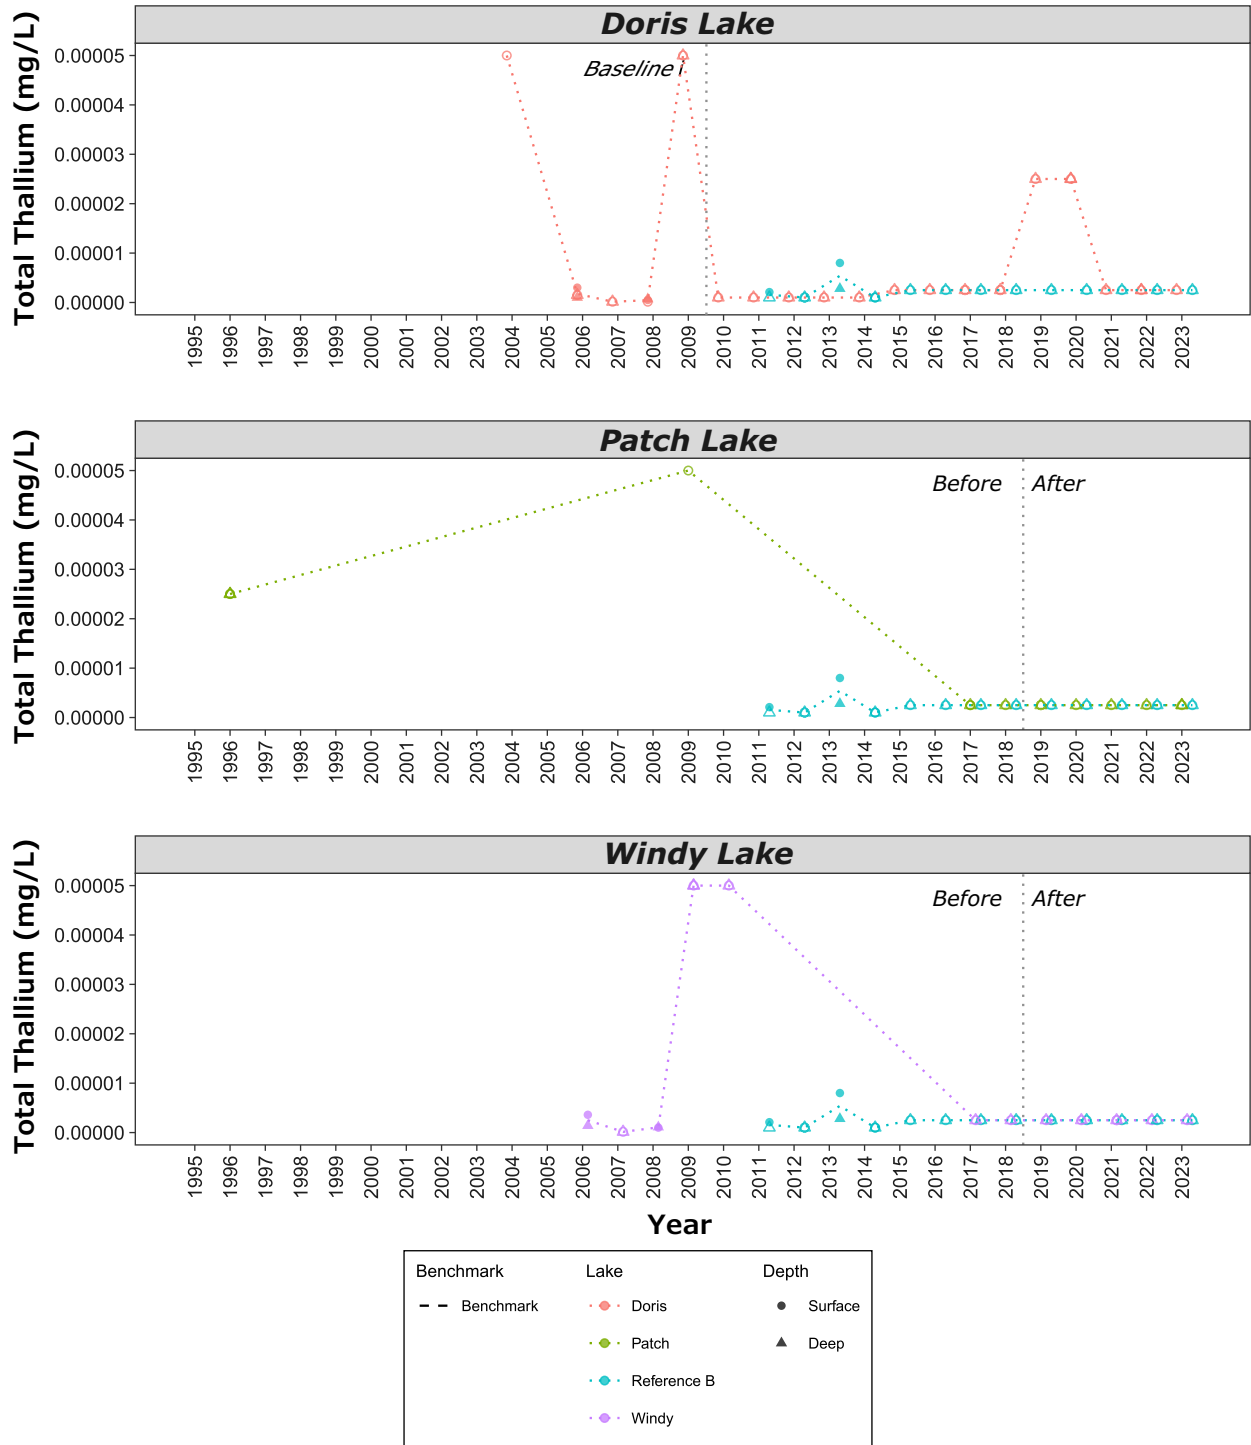 Doris Lake
Total Thallium (mg/L)
0.00005
0.00004
0.00003
0.00002
0.00001
0.00000
Baseline
1995 1996 1997 1998 1999 2000 2001 2002 2003 2004 2005 2006 2007 2008 2009 2010 2011 2012 2013 2014 2015 2016 2017 2018 2019 2020 2021 2022 2023
Patch Lake
Total Thallium (mg/L)
0.00005
0.00004
0.00003
0.00002
0.00001
0.00000
Before After
1995 1996 1997 1998 1999 2000 2001 2002 2003 2004 2005 2006 2007 2008 2009 2010 2011 2012 2013 2014 2015 2016 2017 2018 2019 2020 2021 2022 2023
Windy Lake
Total Thallium (mg/L)
0.00005
0.00004
0.00003
0.00002
0.00001
0.00000
Before After
1995 1996 1997 1998 1999 2000 2001 2002 2003 2004 2005 2006 2007 2008 2009 2010 2011 2012 2013 2014 2015 2016 2017 2018 2019 2020 2021 2022 2023
Year
Benchmark
Benchmark
Lake
Doris
Patch
Reference B
Windy
Depth
Surface
Deep